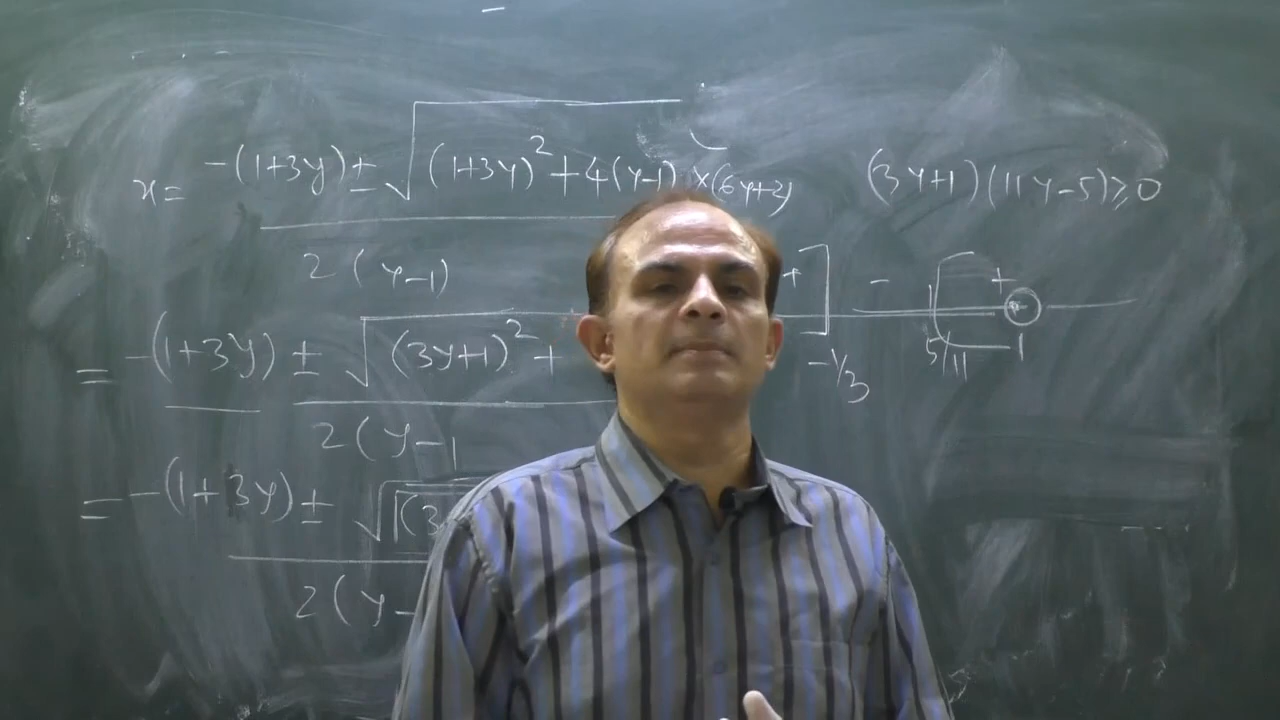 x = -(1+3y) ± √(1+3y)² + 4(y-1) x(6y+2)
2(y-1)
= -(1+3y) ± √(3y+1)² +
2(y-1
= -(1+3y) ± √(3
2(y-
(3y+1)(11y-5) ≥ 0
+ - +
-1/3 5/11 1